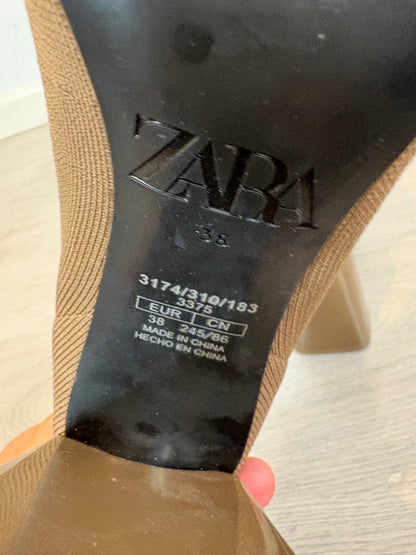 ZARA
38
3174/310/183
3375
EUR CN
38 245/86
MADE IN CHINA
HECHO EN CHINA